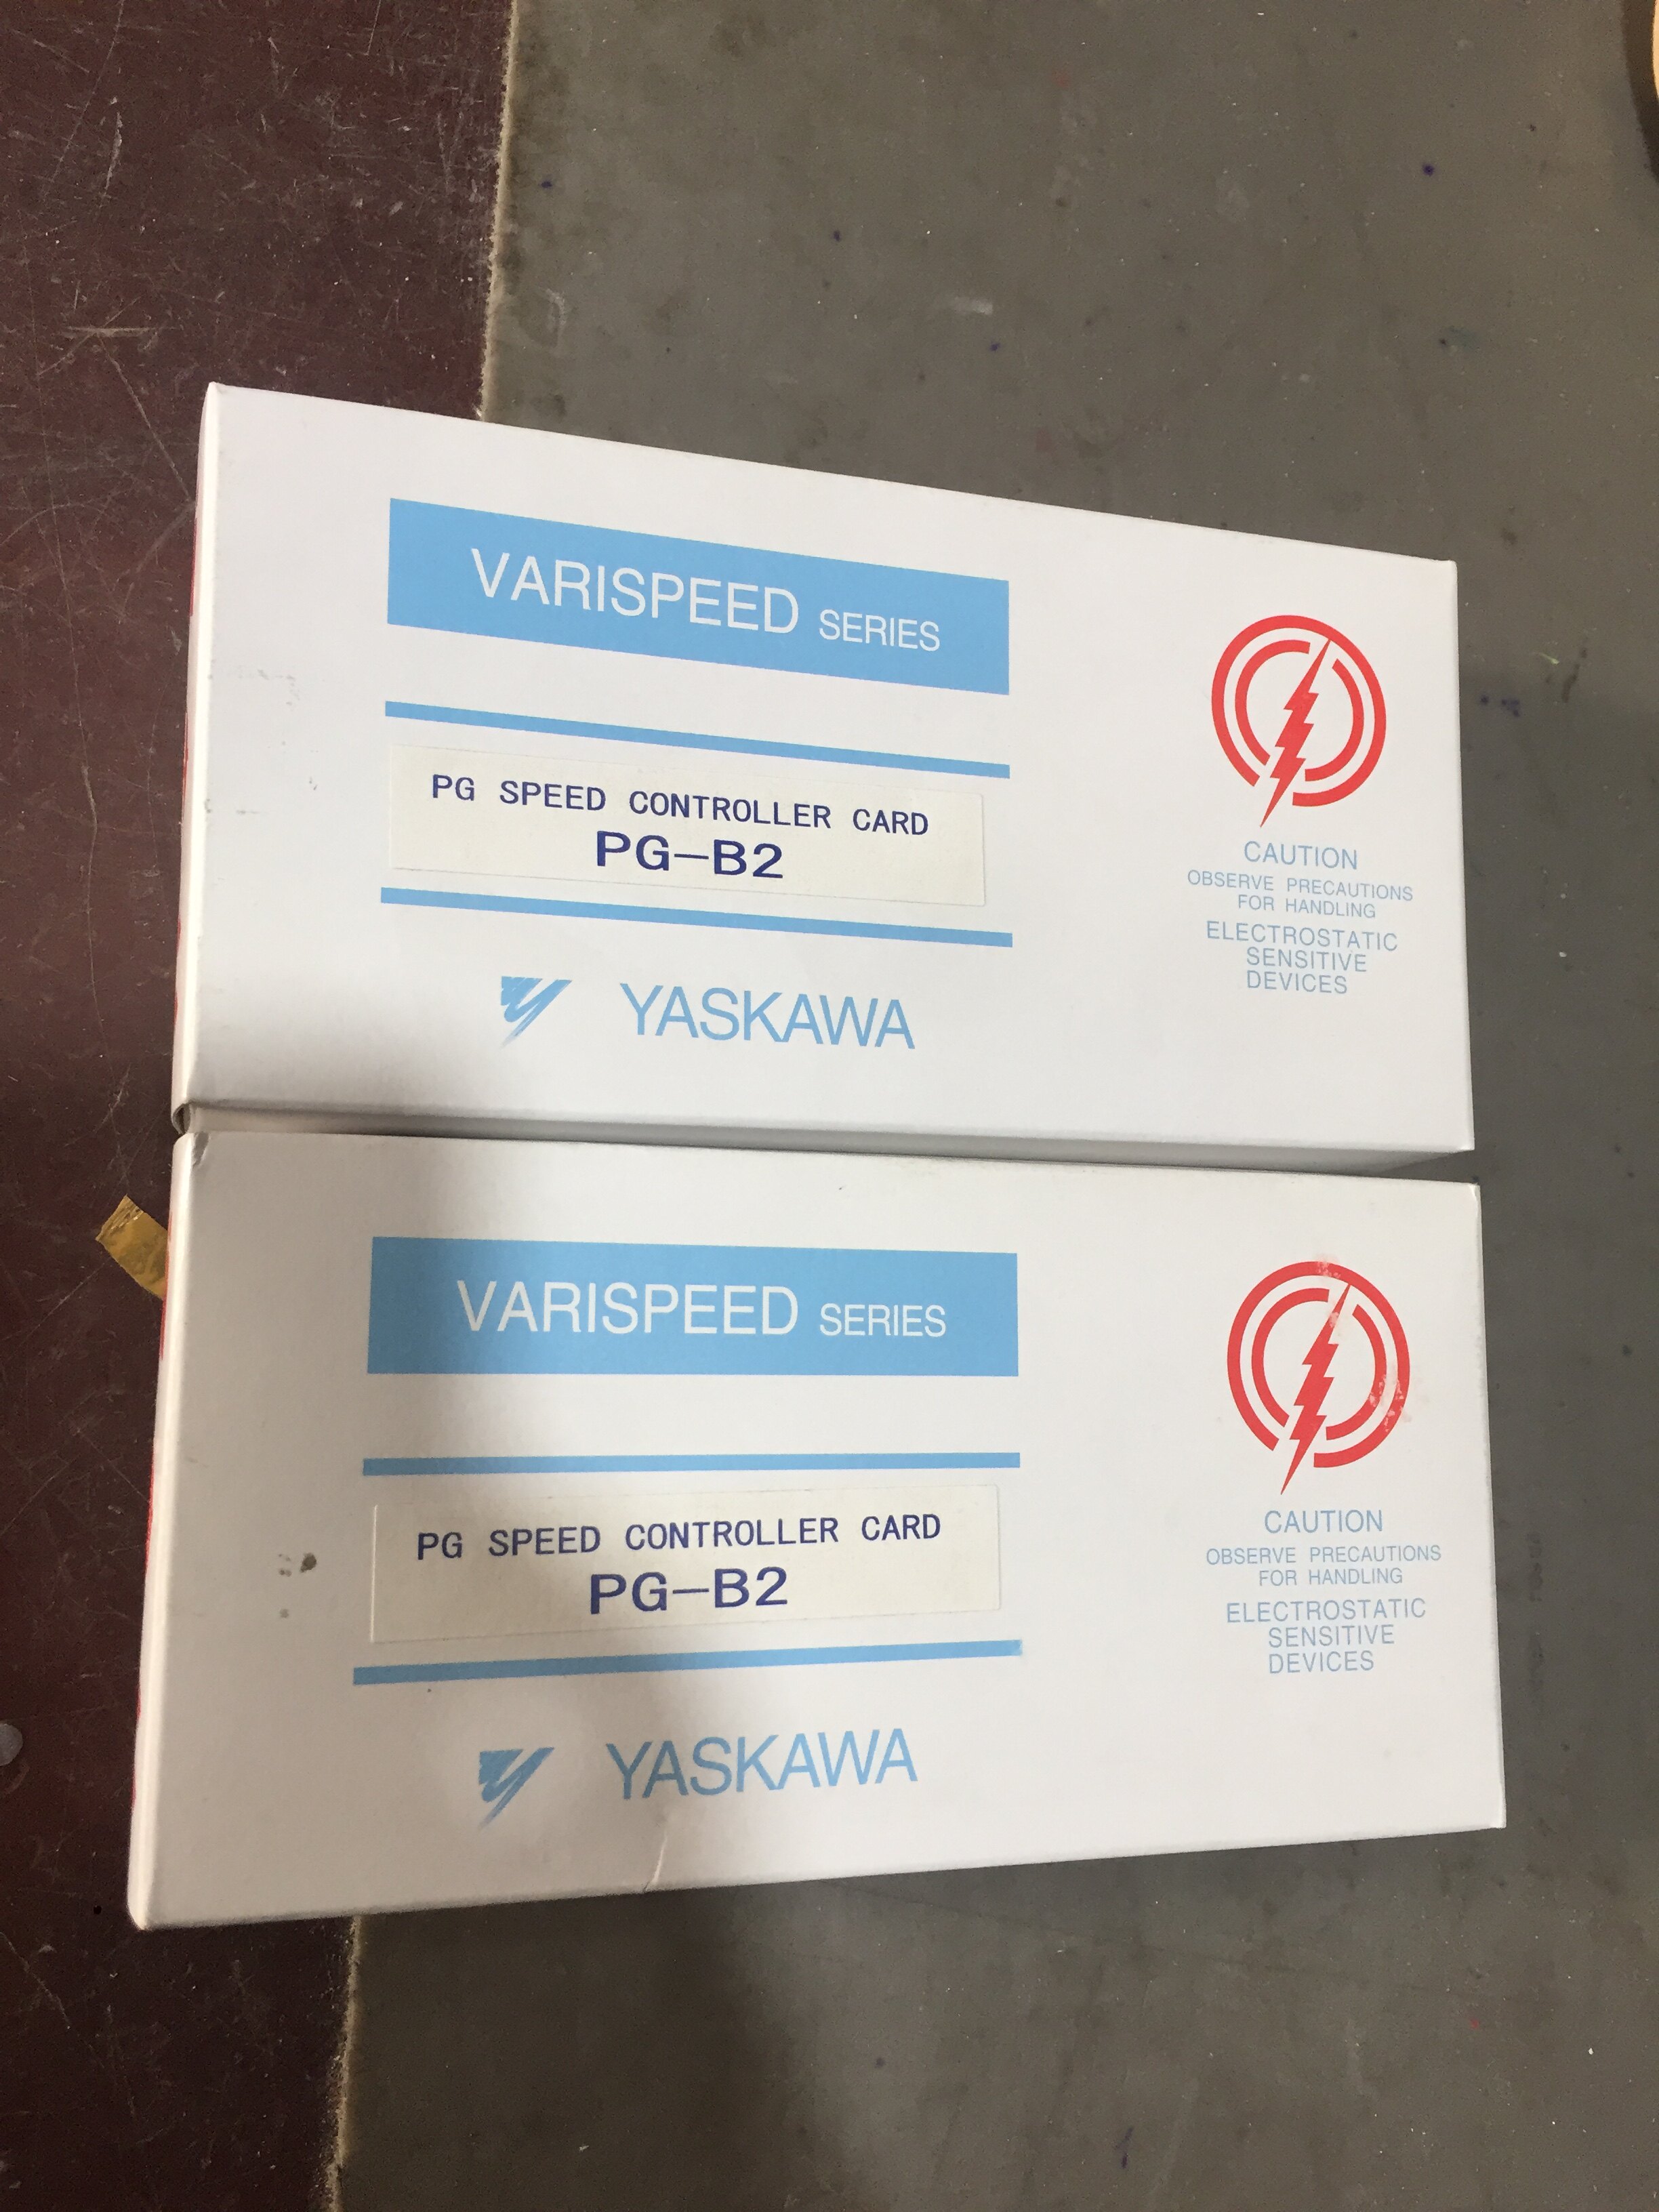 VARISPEED SERIES
PG SPEED CONTROLLER CARD
PG-B2
YASKAWA
CAUTION
OBSERVE PRECAUTIONS
FOR HANDLING
ELECTROSTATIC
SENSITIVE
DEVICES
VARISPEED SERIES
PG SPEED CONTROLLER CARD
PG-B2
YASKAWA
CAUTION
OBSERVE PRECAUTIONS
FOR HANDLING
ELECTROSTATIC
SENSITIVE
DEVICES